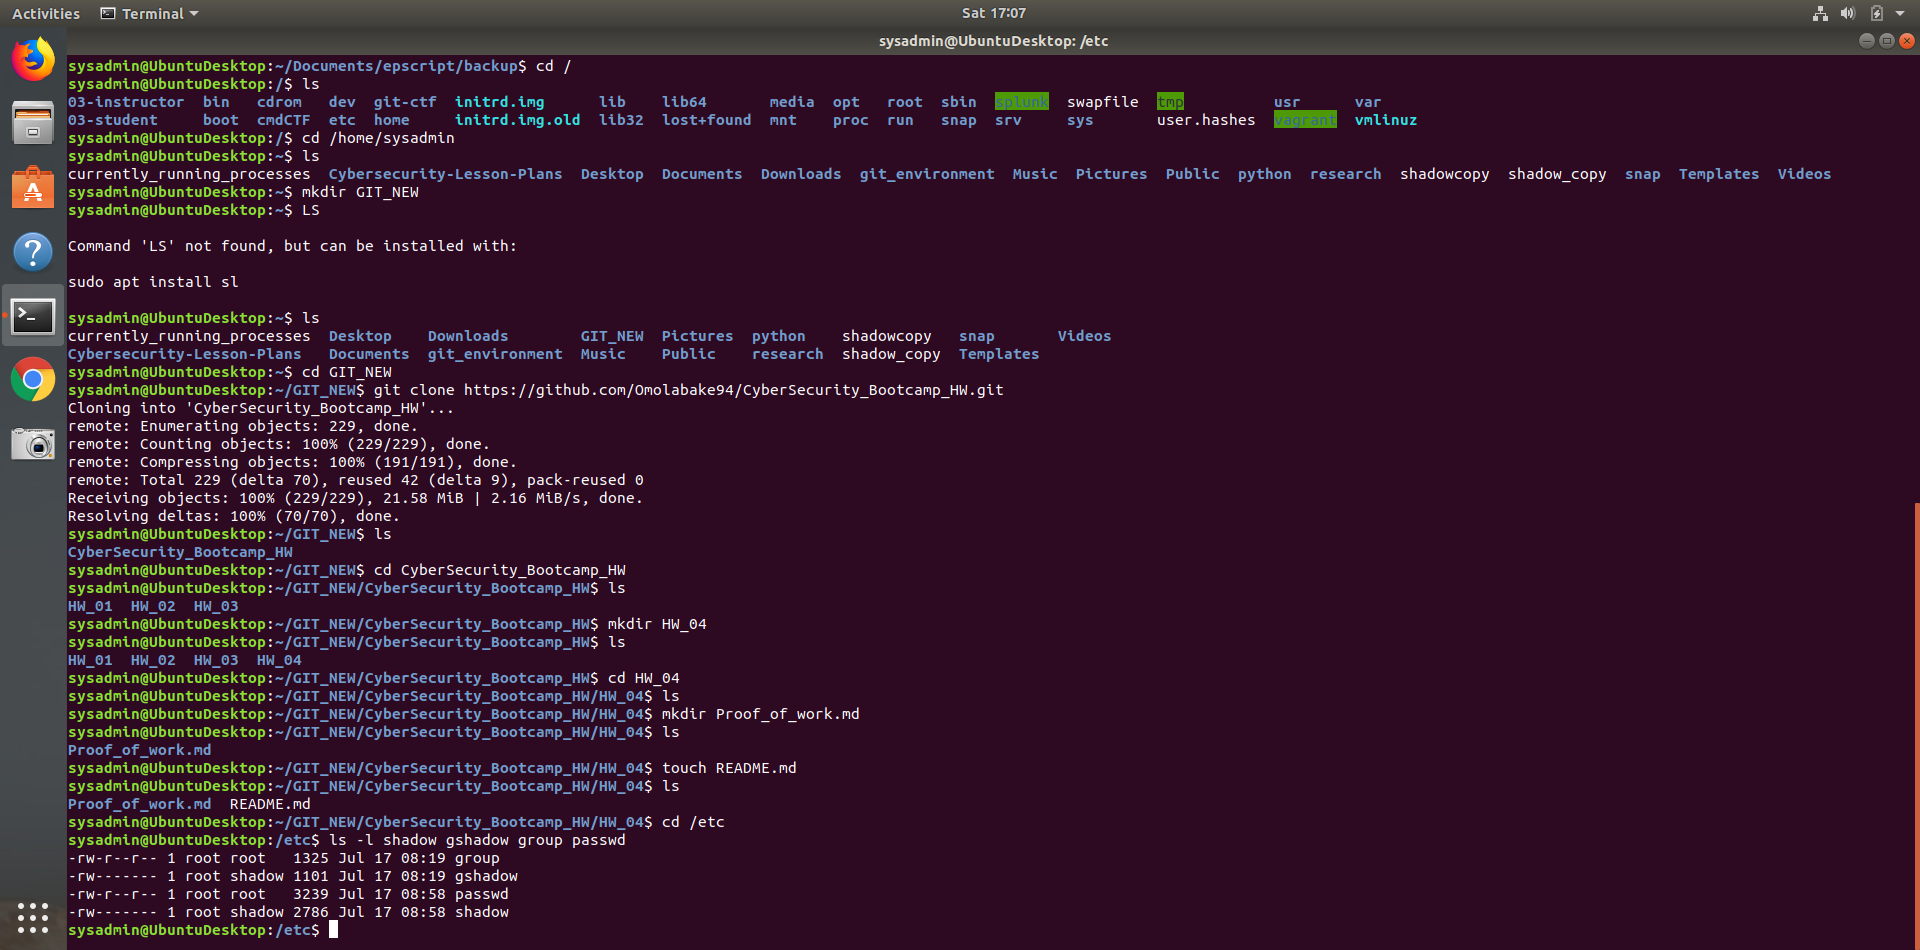 Activities Terminal Sat 17:07
sysadmin@UbuntuDesktop: /etc
sysadmin@UbuntuDesktop:~/Documents/epscript/backup$ cd /
sysadmin@UbuntuDesktop:/$ ls
03-instructor bin cdrom dev git-ctf initrd.img lib lib64 media opt root sbin splunk swapfile tmp usr var
03-student boot cmdCTF etc home initrd.img.old lib32 lost+found mnt proc run snap srv sys user.hashes vagrant vmlinuz
sysadmin@UbuntuDesktop:/$ cd /home/sysadmin
sysadmin@UbuntuDesktop:~$ ls
currently_running_processes Cybersecurity-Lesson-Plans Desktop Documents Downloads git_environment Music Pictures Public python research shadowcopy shadow_copy snap Templates Videos
sysadmin@UbuntuDesktop:~$ mkdir GIT_NEW
sysadmin@UbuntuDesktop:~$ LS
Command 'LS' not found, but can be installed with:
sudo apt install sl
sysadmin@UbuntuDesktop:~$ ls
currently_running_processes Desktop Downloads GIT_NEW Pictures python shadowcopy snap Videos
Cybersecurity-Lesson-Plans Documents git_environment Music Public research shadow_copy Templates
sysadmin@UbuntuDesktop:~$ cd GIT_NEW
sysadmin@UbuntuDesktop:~/GIT_NEW$ git clone https://github.com/Omolabake94/CyberSecurity_Bootcamp_HW.git
Cloning into 'CyberSecurity_Bootcamp_HW'...
remote: Enumerating objects: 229, done.
remote: Counting objects: 100% (229/229), done.
remote: Compressing objects: 100% (191/191), done.
remote: Total 229 (delta 70), reused 42 (delta 9), pack-reused 0
Receiving objects: 100% (229/229), 21.58 MiB | 2.16 MiB/s, done.
Resolving deltas: 100% (70/70), done.
sysadmin@UbuntuDesktop:~/GIT_NEW$ ls
CyberSecurity_Bootcamp_HW
sysadmin@UbuntuDesktop:~/GIT_NEW$ cd CyberSecurity_Bootcamp_HW
sysadmin@UbuntuDesktop:~/GIT_NEW/CyberSecurity_Bootcamp_HW$ ls
HW_01 HW_02 HW_03
sysadmin@UbuntuDesktop:~/GIT_NEW/CyberSecurity_Bootcamp_HW$ mkdir HW_04
sysadmin@UbuntuDesktop:~/GIT_NEW/CyberSecurity_Bootcamp_HW$ ls
HW_01 HW_02 HW_03 HW_04
sysadmin@UbuntuDesktop:~/GIT_NEW/CyberSecurity_Bootcamp_HW$ cd HW_04
sysadmin@UbuntuDesktop:~/GIT_NEW/CyberSecurity_Bootcamp_HW/HW_04$ ls
sysadmin@UbuntuDesktop:~/GIT_NEW/CyberSecurity_Bootcamp_HW/HW_04$ mkdir Proof_of_work.md
sysadmin@UbuntuDesktop:~/GIT_NEW/CyberSecurity_Bootcamp_HW/HW_04$ ls
Proof_of_work.md
sysadmin@UbuntuDesktop:~/GIT_NEW/CyberSecurity_Bootcamp_HW/HW_04$ touch README.md
sysadmin@UbuntuDesktop:~/GIT_NEW/CyberSecurity_Bootcamp_HW/HW_04$ ls
Proof_of_work.md README.md
sysadmin@UbuntuDesktop:~/GIT_NEW/CyberSecurity_Bootcamp_HW/HW_04$ cd /etc
sysadmin@UbuntuDesktop:/etc$ ls -l shadow gshadow group passwd
-rw-r--r-- 1 root root 1325 Jul 17 08:19 group
-rw------- 1 root shadow 1101 Jul 17 08:19 gshadow
-rw-r--r-- 1 root root 3239 Jul 17 08:58 passwd
-rw------- 1 root shadow 2786 Jul 17 08:58 shadow
sysadmin@UbuntuDesktop:/etc$